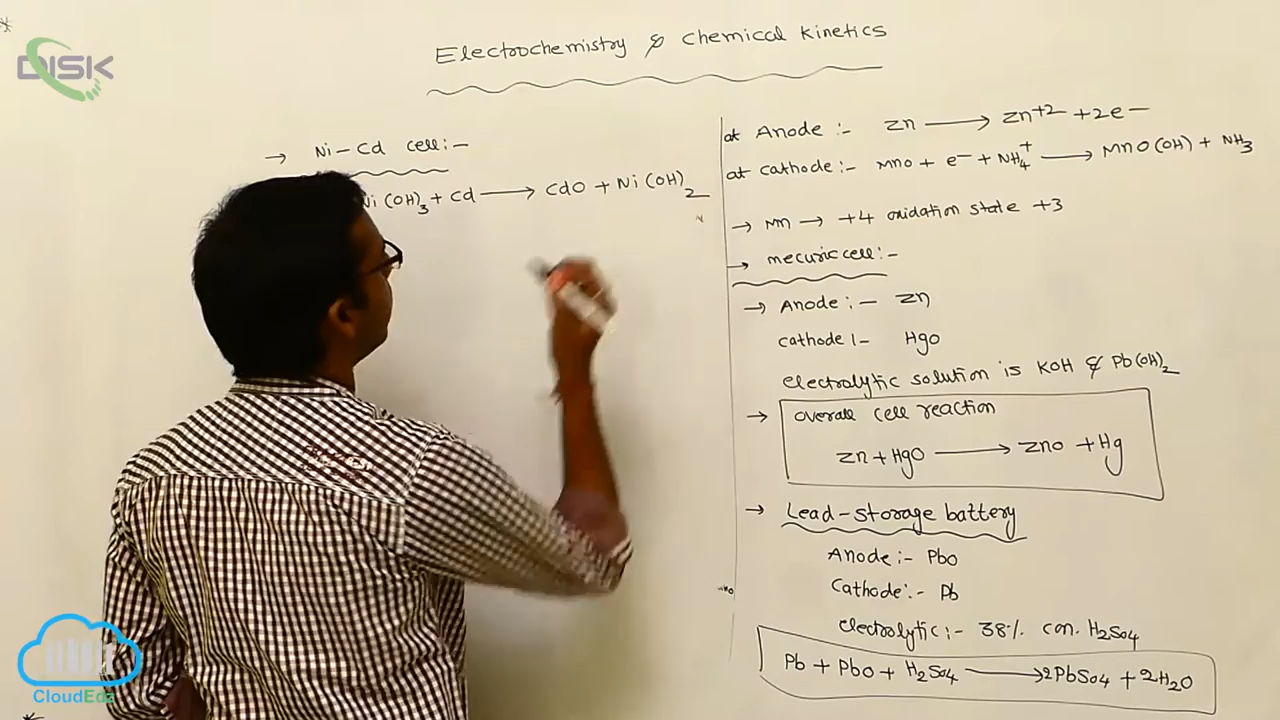 DISK
Electrochemistry & Chemical Kinetics
→ Ni-Cd cell:-
Ni(OH)3 + Cd → CdO + Ni(OH)2
at Anode :- Zn → Zn+2 + 2e-
at cathode :- MnO + e- + NH4+ → MnO(OH) + NH3
→ Mn → +4 oxidation state +3
→ mecuric cell :-
→ Anode :- Zn
cathode :- HgO
electrolytic solution is KOH & Pb(OH)2
→ overall cell reaction
Zn + HgO → ZnO + Hg
→ Lead-storage battery
Anode :- PbO
Cathode :- Pb
electrolytic :- 38% con. H2SO4
Pb + PbO + H2SO4 → 2PbSO4 + 2H2O
CloudEdz